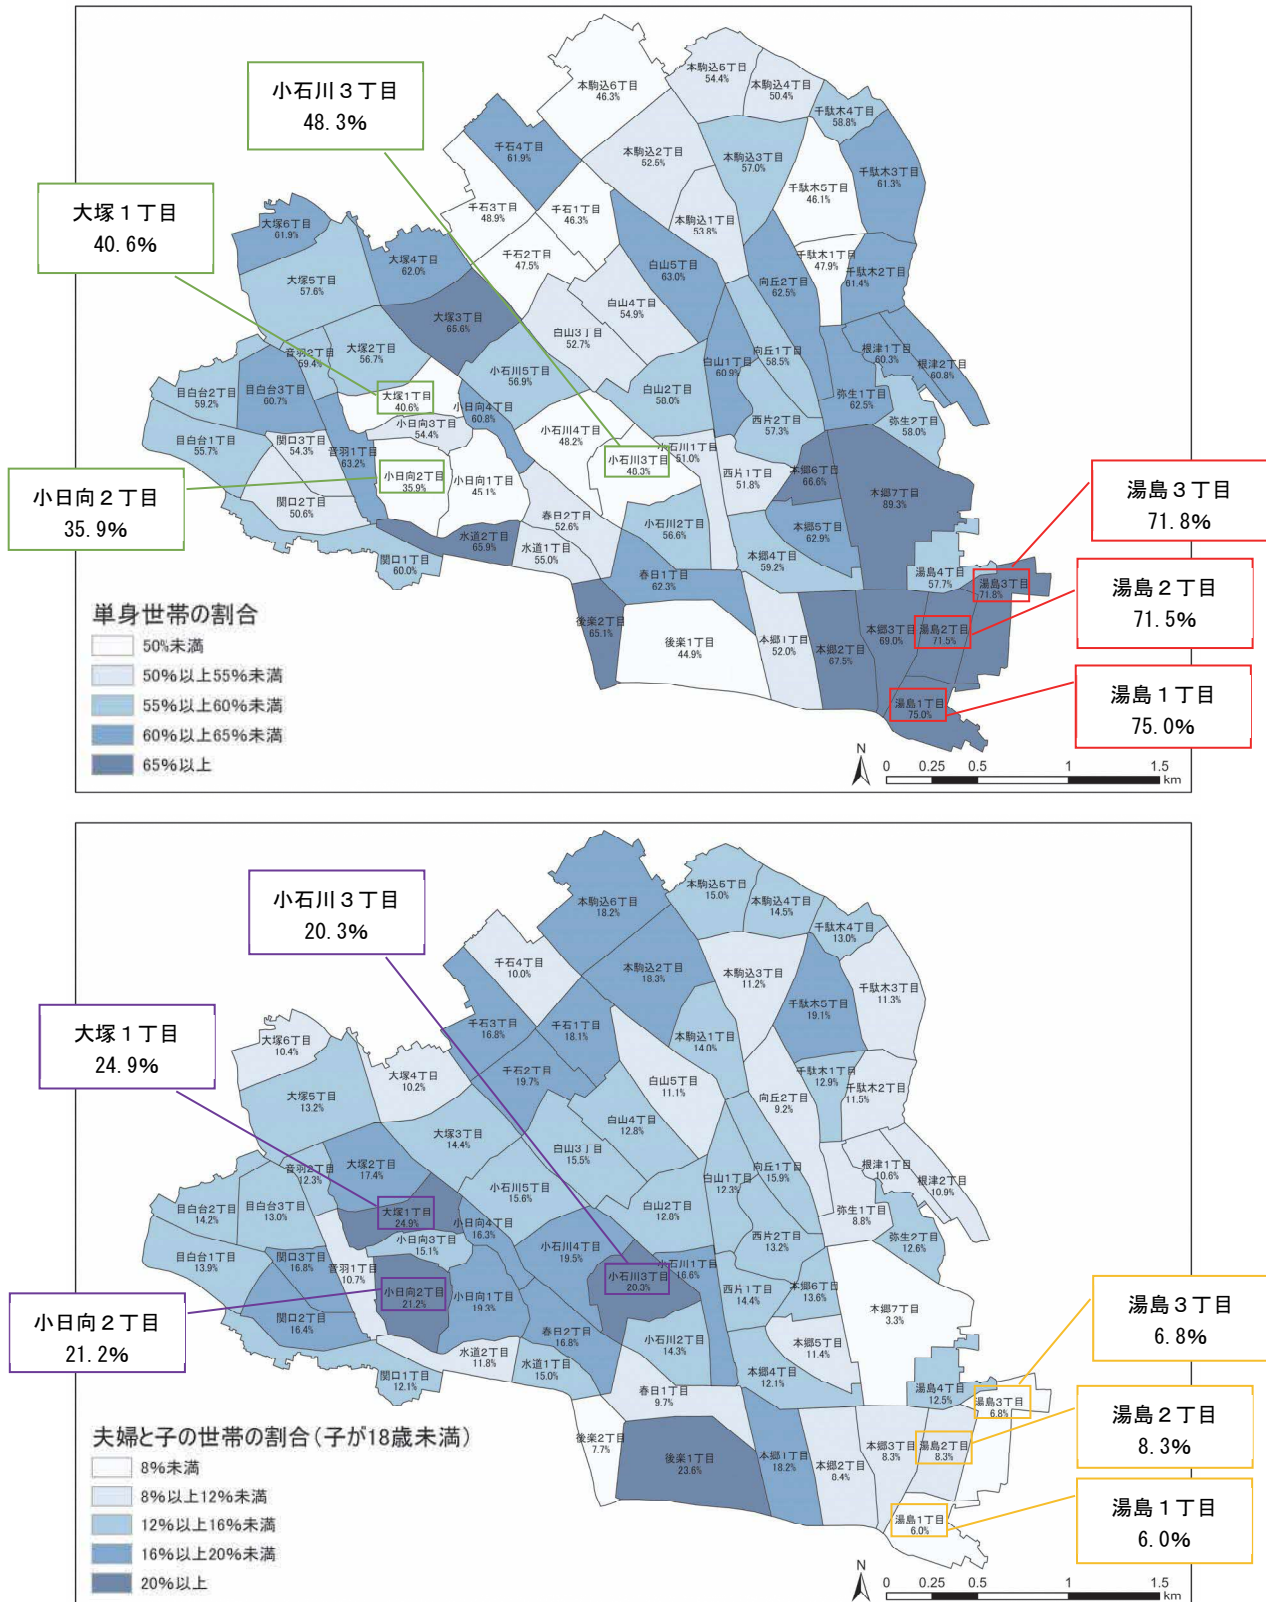 小石川３丁目
48.3%
大塚１丁目
40.6%
小日向２丁目
35.9%
湯島３丁目
71.8%
湯島２丁目
71.5%
湯島１丁目
75.0%
本駒込6丁目
46.3%
本駒込5丁目
54.4%
本駒込4丁目
50.4%
千駄木4丁目
58.8%
千石4丁目
61.9%
本駒込2丁目
52.5%
本駒込3丁目
57.0%
千駄木3丁目
61.3%
千駄木5丁目
46.1%
千石3丁目
48.9%
千石1丁目
46.3%
本駒込1丁目
53.8%
大塚6丁目
61.9%
大塚4丁目
62.0%
千石2丁目
47.5%
白山5丁目
63.0%
向丘2丁目
62.5%
千駄木1丁目
47.9%
千駄木2丁目
61.4%
大塚5丁目
57.6%
白山4丁目
54.9%
大塚3丁目
65.6%
白山3丁目
52.7%
音羽2丁目
59.4%
大塚2丁目
56.7%
小石川5丁目
56.9%
白山1丁目
60.9%
向丘1丁目
58.5%
根津1丁目
60.3%
根津2丁目
60.8%
目白台2丁目
59.2%
目白台3丁目
60.7%
大塚1丁目
40.6%
小日向4丁目
60.8%
白山2丁目
58.0%
弥生1丁目
62.5%
西片2丁目
57.3%
弥生2丁目
58.0%
小日向3丁目
54.4%
小石川4丁目
48.2%
目白台1丁目
55.7%
関口3丁目
54.3%
音羽1丁目
63.2%
小石川1丁目
51.0%
小石川3丁目
小日向2丁目
35.9%
小日向1丁目
45.1%
西片1丁目
51.8%
本郷6丁目
66.6%
本郷7丁目
89.3%
関口2丁目
50.6%
春日2丁目
52.6%
小石川2丁目
56.6%
本郷5丁目
62.9%
水道2丁目
65.9%
水道1丁目
55.0%
本郷4丁目
59.2%
関口1丁目
60.0%
春日1丁目
62.3%
湯島4丁目
57.7%
湯島3丁目
71.8%
後楽2丁目
65.1%
後楽1丁目
44.9%
本郷1丁目
52.0%
本郷2丁目
67.5%
本郷3丁目
69.0%
湯島2丁目
71.5%
湯島1丁目
75.0%
単身世帯の割合
50%未満
50%以上55%未満
55%以上60%未満
60%以上65%未満
65%以上
N
0 0.25 0.5 1 1.5
km
小石川３丁目
20.3%
大塚１丁目
24.9%
小日向２丁目
21.2%
湯島３丁目
6.8%
湯島２丁目
8.3%
湯島１丁目
6.0%
本駒込6丁目
18.2%
本駒込5丁目
15.0%
本駒込4丁目
14.5%
千駄木4丁目
13.0%
千石4丁目
10.0%
本駒込2丁目
18.3%
本駒込3丁目
11.2%
千駄木3丁目
11.3%
千駄木5丁目
19.1%
千石3丁目
16.8%
千石1丁目
18.1%
本駒込1丁目
14.0%
大塚6丁目
10.4%
大塚4丁目
10.2%
千石2丁目
19.7%
白山5丁目
11.1%
向丘2丁目
9.2%
千駄木1丁目
12.9%
千駄木2丁目
11.5%
大塚5丁目
13.2%
白山4丁目
12.8%
大塚3丁目
14.4%
白山3丁目
15.5%
音羽2丁目
12.3%
大塚2丁目
17.4%
小石川5丁目
15.6%
白山1丁目
12.3%
向丘1丁目
15.9%
根津1丁目
10.6%
根津2丁目
10.9%
目白台2丁目
14.2%
目白台3丁目
13.0%
大塚1丁目
24.9%
小日向4丁目
16.3%
白山2丁目
弥生1丁目
8.8%
西片2丁目
13.2%
弥生2丁目
12.6%
小日向3丁目
15.1%
小石川4丁目
19.5%
目白台1丁目
13.9%
関口3丁目
16.8%
音羽1丁目
10.7%
小石川1丁目
16.6%
小石川3丁目
20.3%
小日向2丁目
21.2%
小日向1丁目
19.3%
西片1丁目
14.4%
本郷6丁目
13.6%
本郷7丁目
3.3%
関口2丁目
16.4%
春日2丁目
16.8%
小石川2丁目
14.3%
本郷5丁目
11.4%
水道2丁目
11.8%
水道1丁目
15.0%
本郷4丁目
12.1%
関口1丁目
12.1%
春日1丁目
9.7%
湯島4丁目
12.5%
湯島3丁目
6.8%
後楽2丁目
7.7%
後楽1丁目
23.6%
本郷1丁目
18.2%
本郷2丁目
本郷3丁目
8.3%
湯島2丁目
8.3%
湯島1丁目
6.0%
夫婦と子の世帯の割合(子が18歳未満)
8%未満
8%以上12%未満
12%以上16%未満
16%以上20%未満
20%以上
N
0 0.25 0.5 1 1.5
km